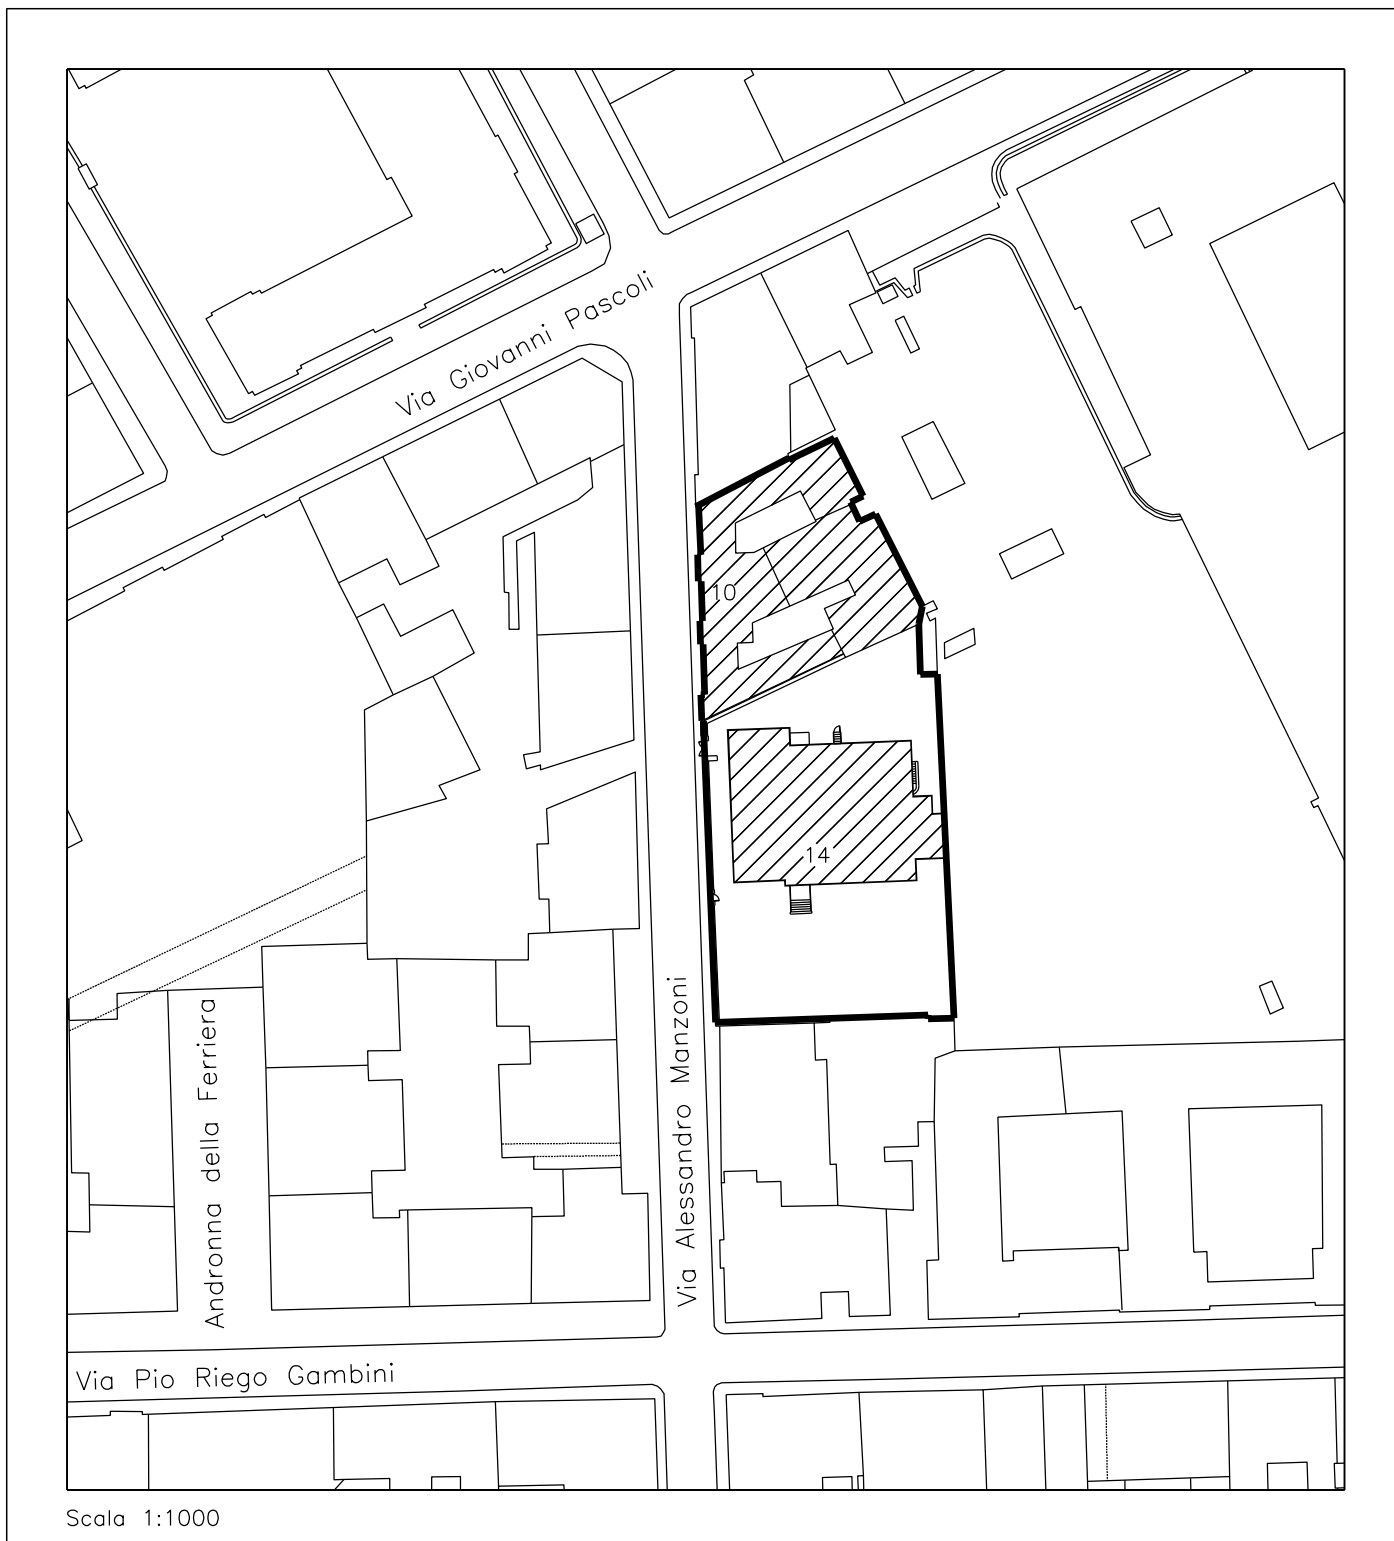 Via Giovanni Pascoli
10
14
Via Alessandro Manzoni
Andronna della Ferriera
Via Pio Riego Gambini
Scala 1:1000